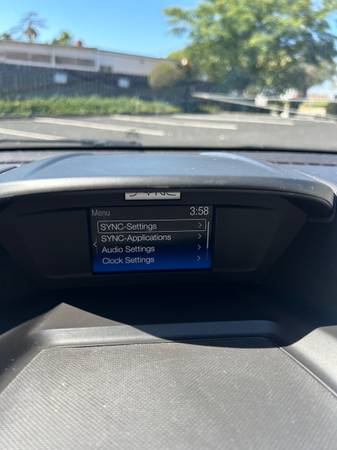 SYNC
Menu 3:58
SYNC-Settings
SYNC-Applications
Audio Settings
Clock Settings